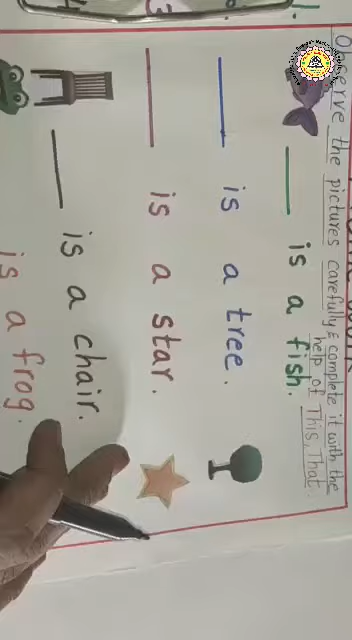 Observe the pictures carefully & complete it with the
help of This, That.
is a fish.
is a tree.
3
is a star.
is a chair.
is a frog.